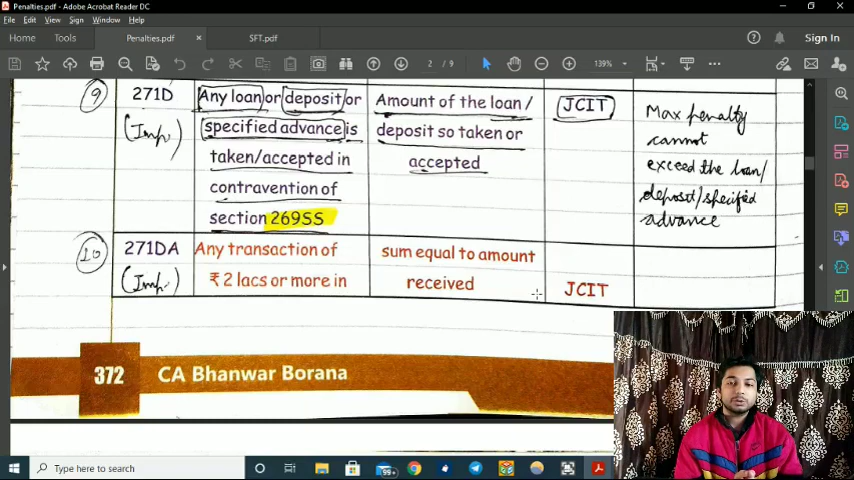 Penalties.pdf - Adobe Acrobat Reader DC
File Edit View Sign Window Help
Home Tools Penalties.pdf × SFT.pdf Sign In
2 / 9 139%
9 271D Any loan or deposit or Amount of the loan / JCIT Max penalty
(Imp.) specified advance is deposit so taken or cannot
taken/accepted in accepted exceed the loan/
contravention of deposit/specified
section 269SS advance
10 271DA Any transaction of sum equal to amount
(Imp.) ₹ 2 lacs or more in received JCIT
372 CA Bhanwar Borana
Type here to search
99+